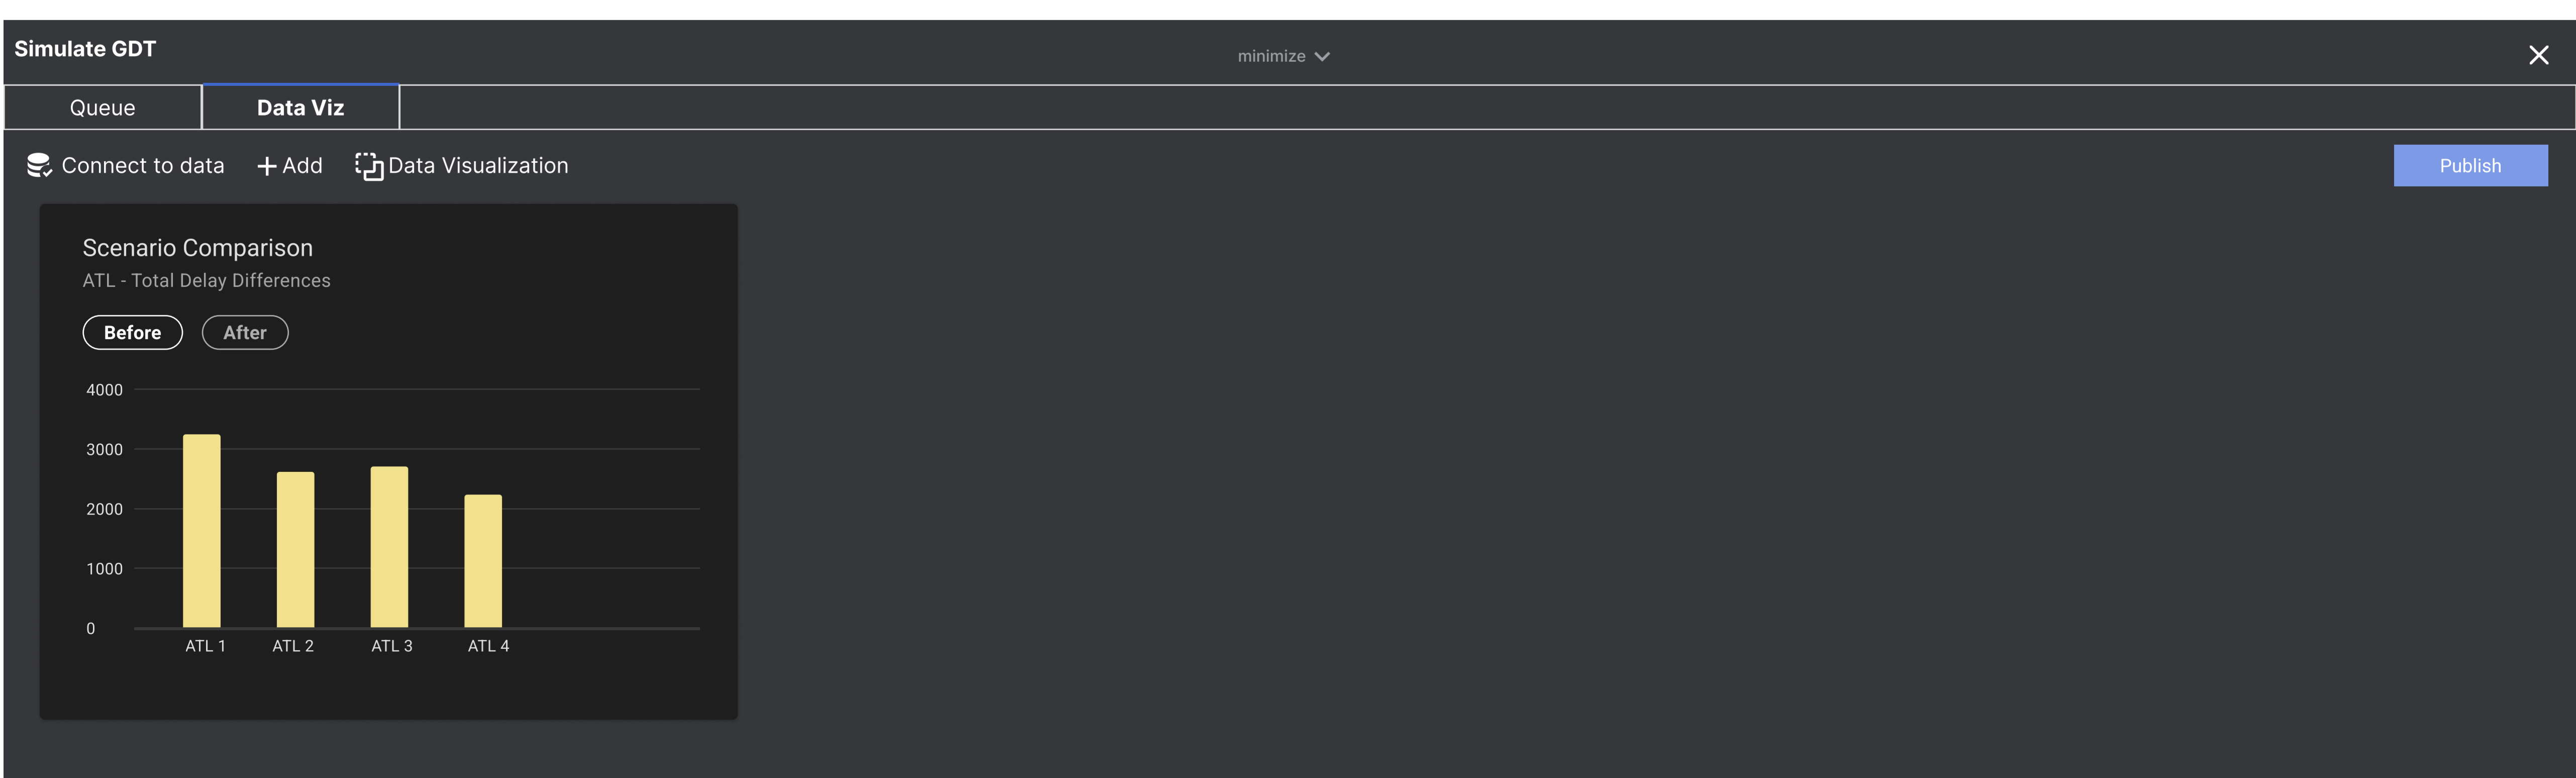 Simulate GDT
minimize
Queue
Data Viz
Connect to data
Add
Data Visualization
Publish
Scenario Comparison
ATL - Total Delay Differences
Before
After
4000
3000
2000
1000
0
ATL 1
ATL 2
ATL 3
ATL 4